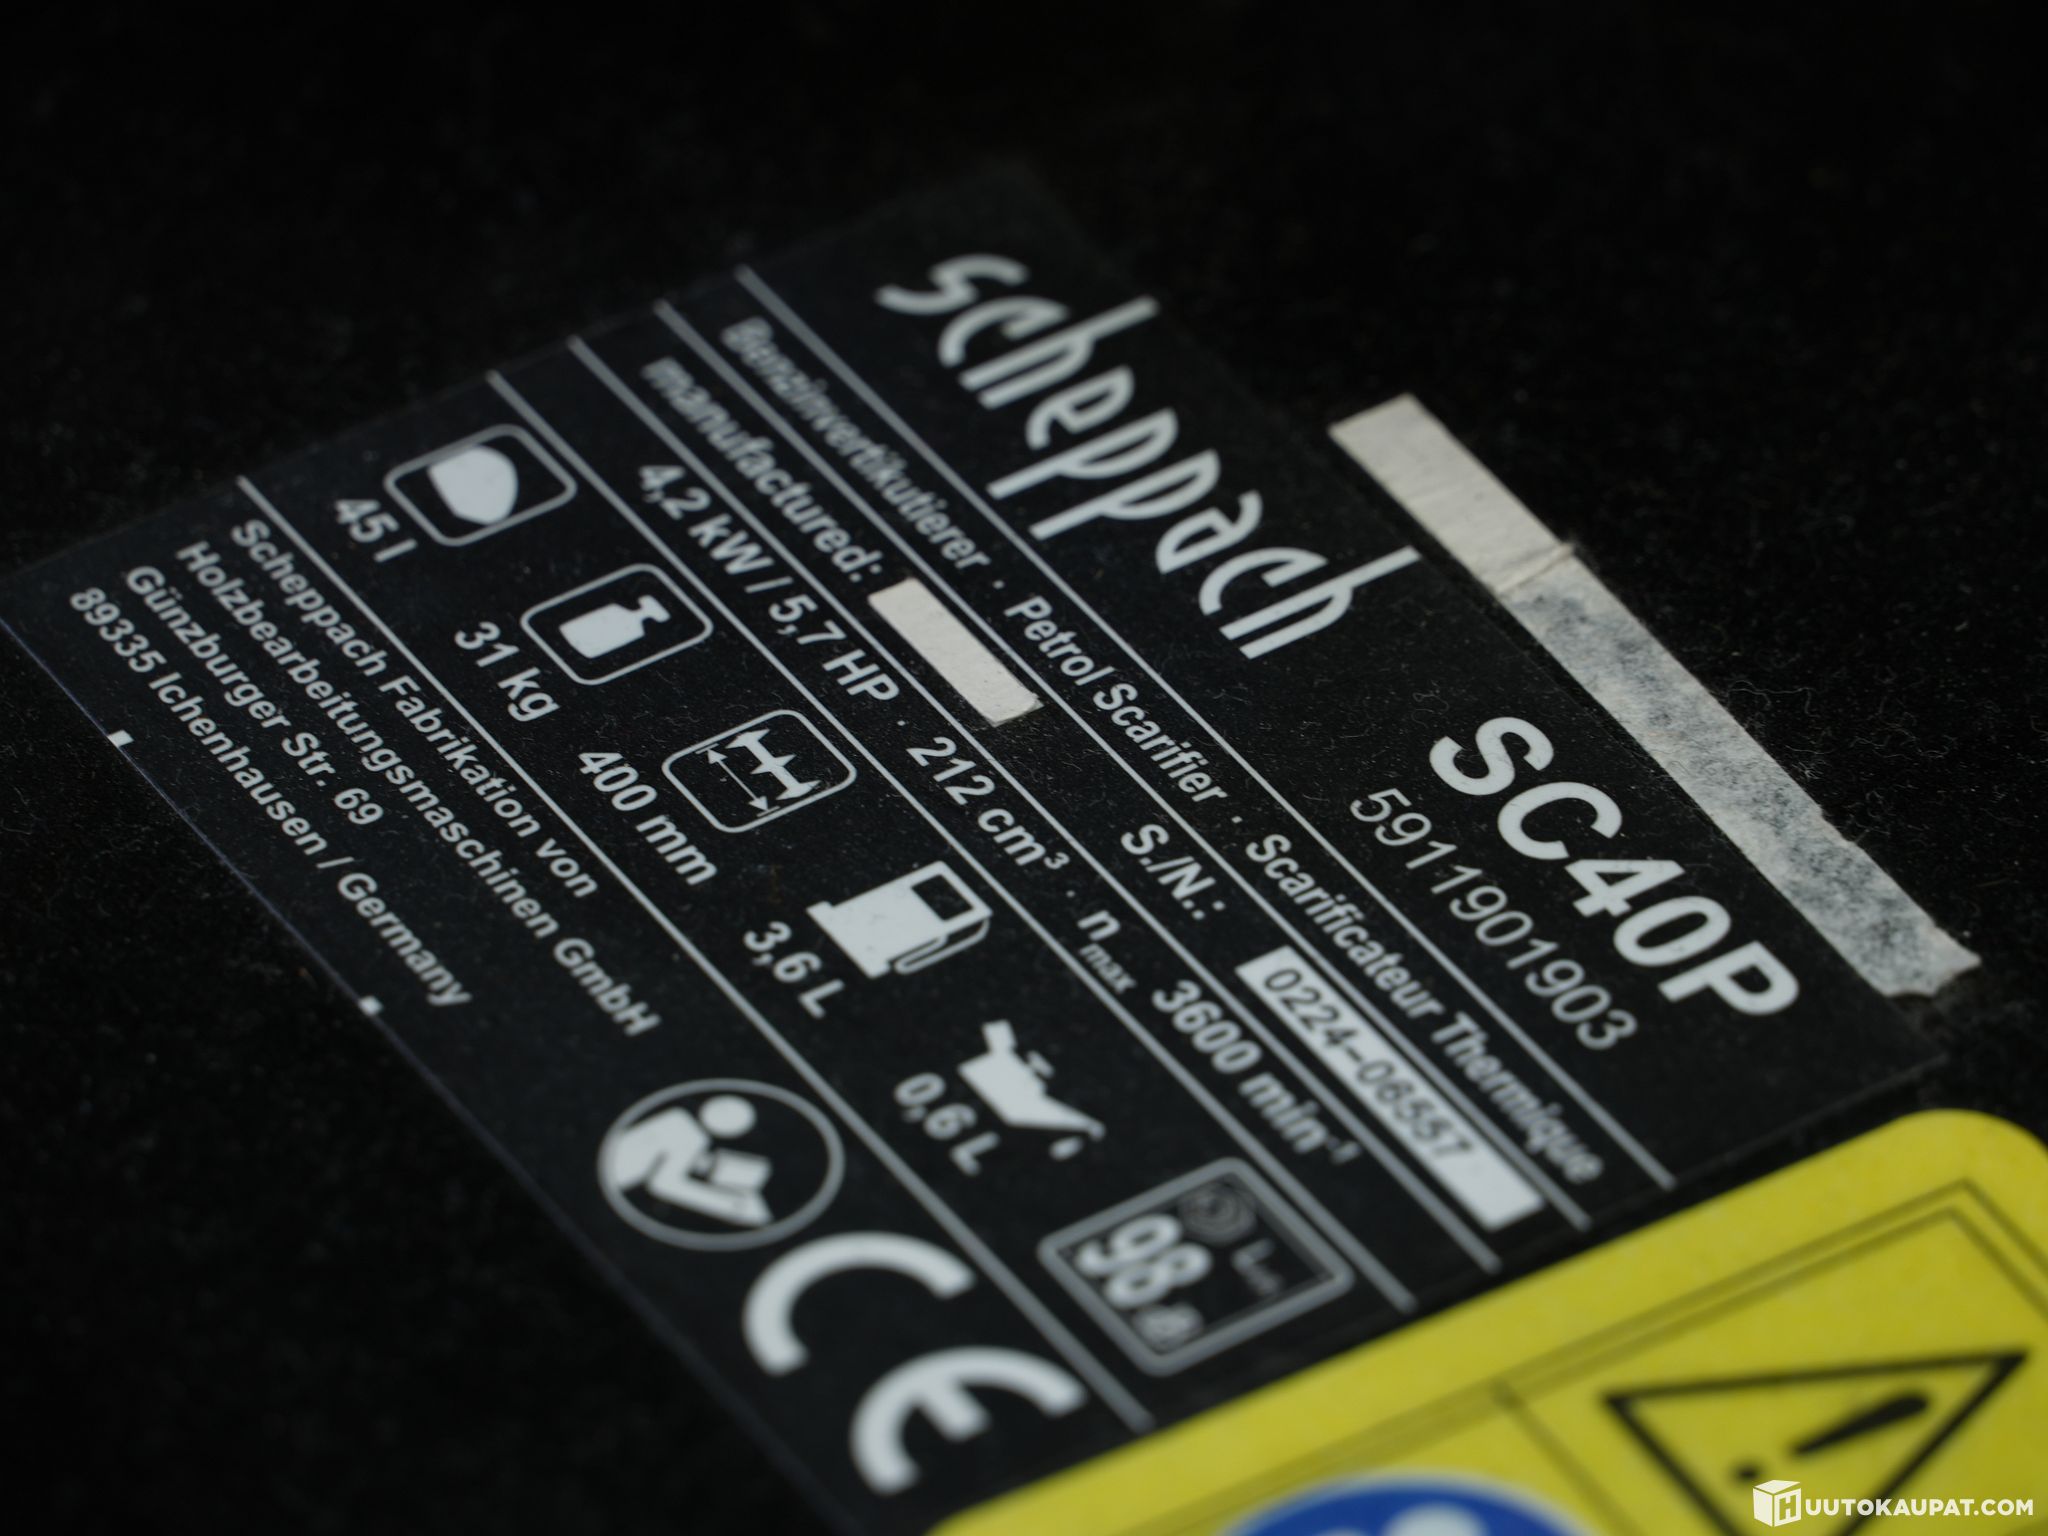 scheppach
SC40P
5911901903
Benzinvertikutierer · Petrol Scarifier · Scarificateur Thermique
manufactured: S./N.: 0224-06557
4,2 kW / 5,7 HP · 212 cm³ · nmax 3600 min⁻¹
45 l 31 kg 400 mm 3,6 L 0,6 L 98
Scheppach Fabrikation von
Holzbearbeitungsmaschinen GmbH
Günzburger Str. 69
89335 Ichenhausen / Germany
CE
HUUTOKAUPAT.COM